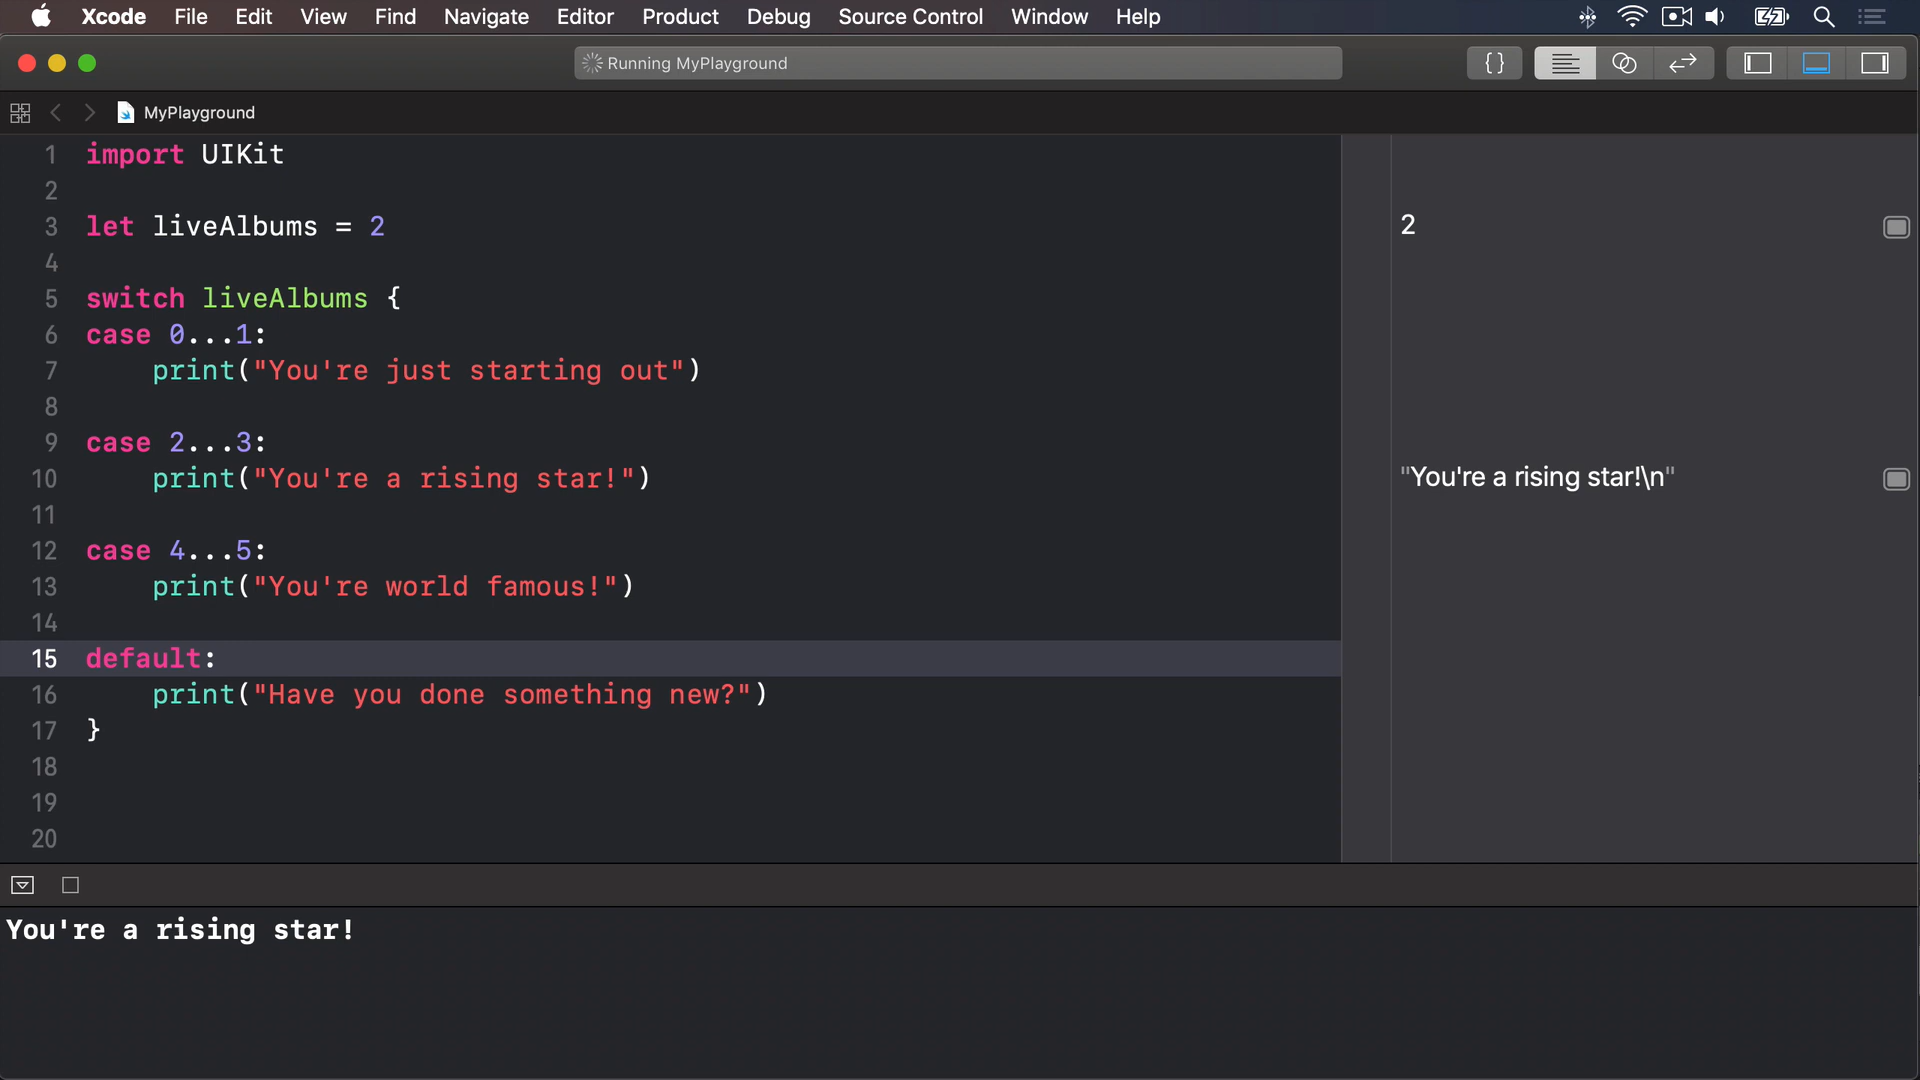 Xcode File Edit View Find Navigate Editor Product Debug Source Control Window Help
Running MyPlayground
{}
MyPlayground
1 import UIKit
2
3 let liveAlbums = 2
2
4
5 switch liveAlbums {
6 case 0...1:
7 print("You're just starting out")
8
9 case 2...3:
10 print("You're a rising star!")
"You're a rising star!\n"
11
12 case 4...5:
13 print("You're world famous!")
14
15 default:
16 print("Have you done something new?")
17 }
18
19
20
You're a rising star!